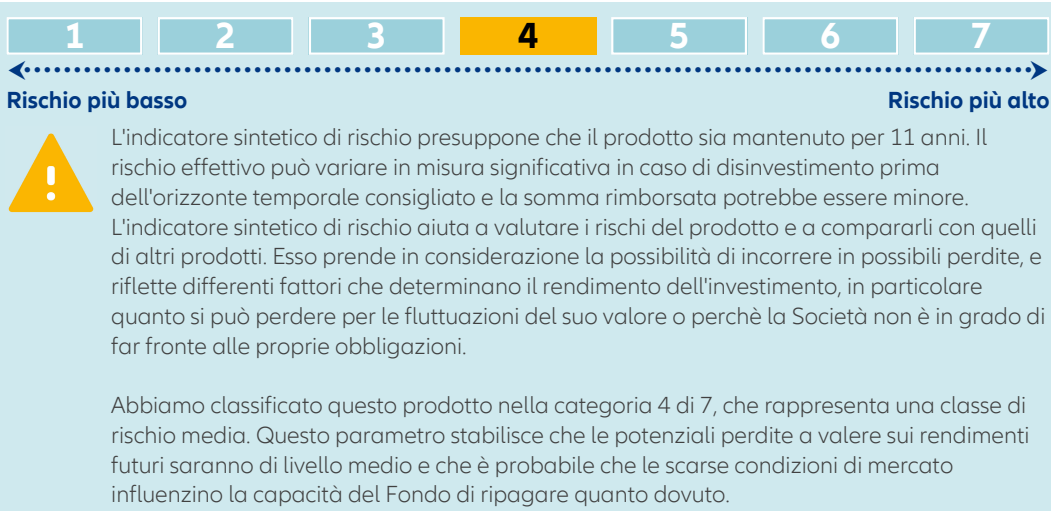 1 2 3 4 5 6 7
Rischio più basso Rischio più alto
L'indicatore sintetico di rischio presuppone che il prodotto sia mantenuto per 11 anni. Il
rischio effettivo può variare in misura significativa in caso di disinvestimento prima
dell'orizzonte temporale consigliato e la somma rimborsata potrebbe essere minore.
L'indicatore sintetico di rischio aiuta a valutare i rischi del prodotto e a compararli con quelli
di altri prodotti. Esso prende in considerazione la possibilità di incorrere in possibili perdite, e
riflette differenti fattori che determinano il rendimento dell'investimento, in particolare
quanto si può perdere per le fluttuazioni del suo valore o perchè la Società non è in grado di
far fronte alle proprie obbligazioni.
Abbiamo classificato questo prodotto nella categoria 4 di 7, che rappresenta una classe di
rischio media. Questo parametro stabilisce che le potenziali perdite a valere sui rendimenti
futuri saranno di livello medio e che è probabile che le scarse condizioni di mercato
influenzino la capacità del Fondo di ripagare quanto dovuto.